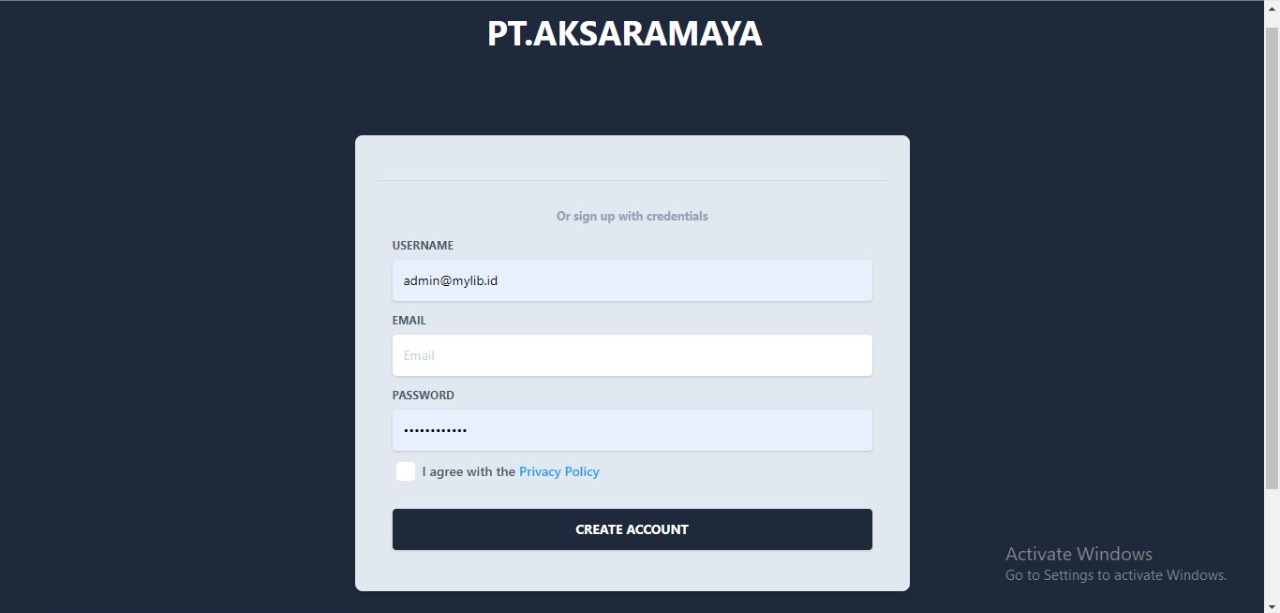 PT.AKSARAMAYA
Or sign up with credentials
USERNAME
admin@mylib.id
EMAIL
Email
PASSWORD
••••••••••••
I agree with the Privacy Policy
CREATE ACCOUNT
Activate Windows
Go to Settings to activate Windows.